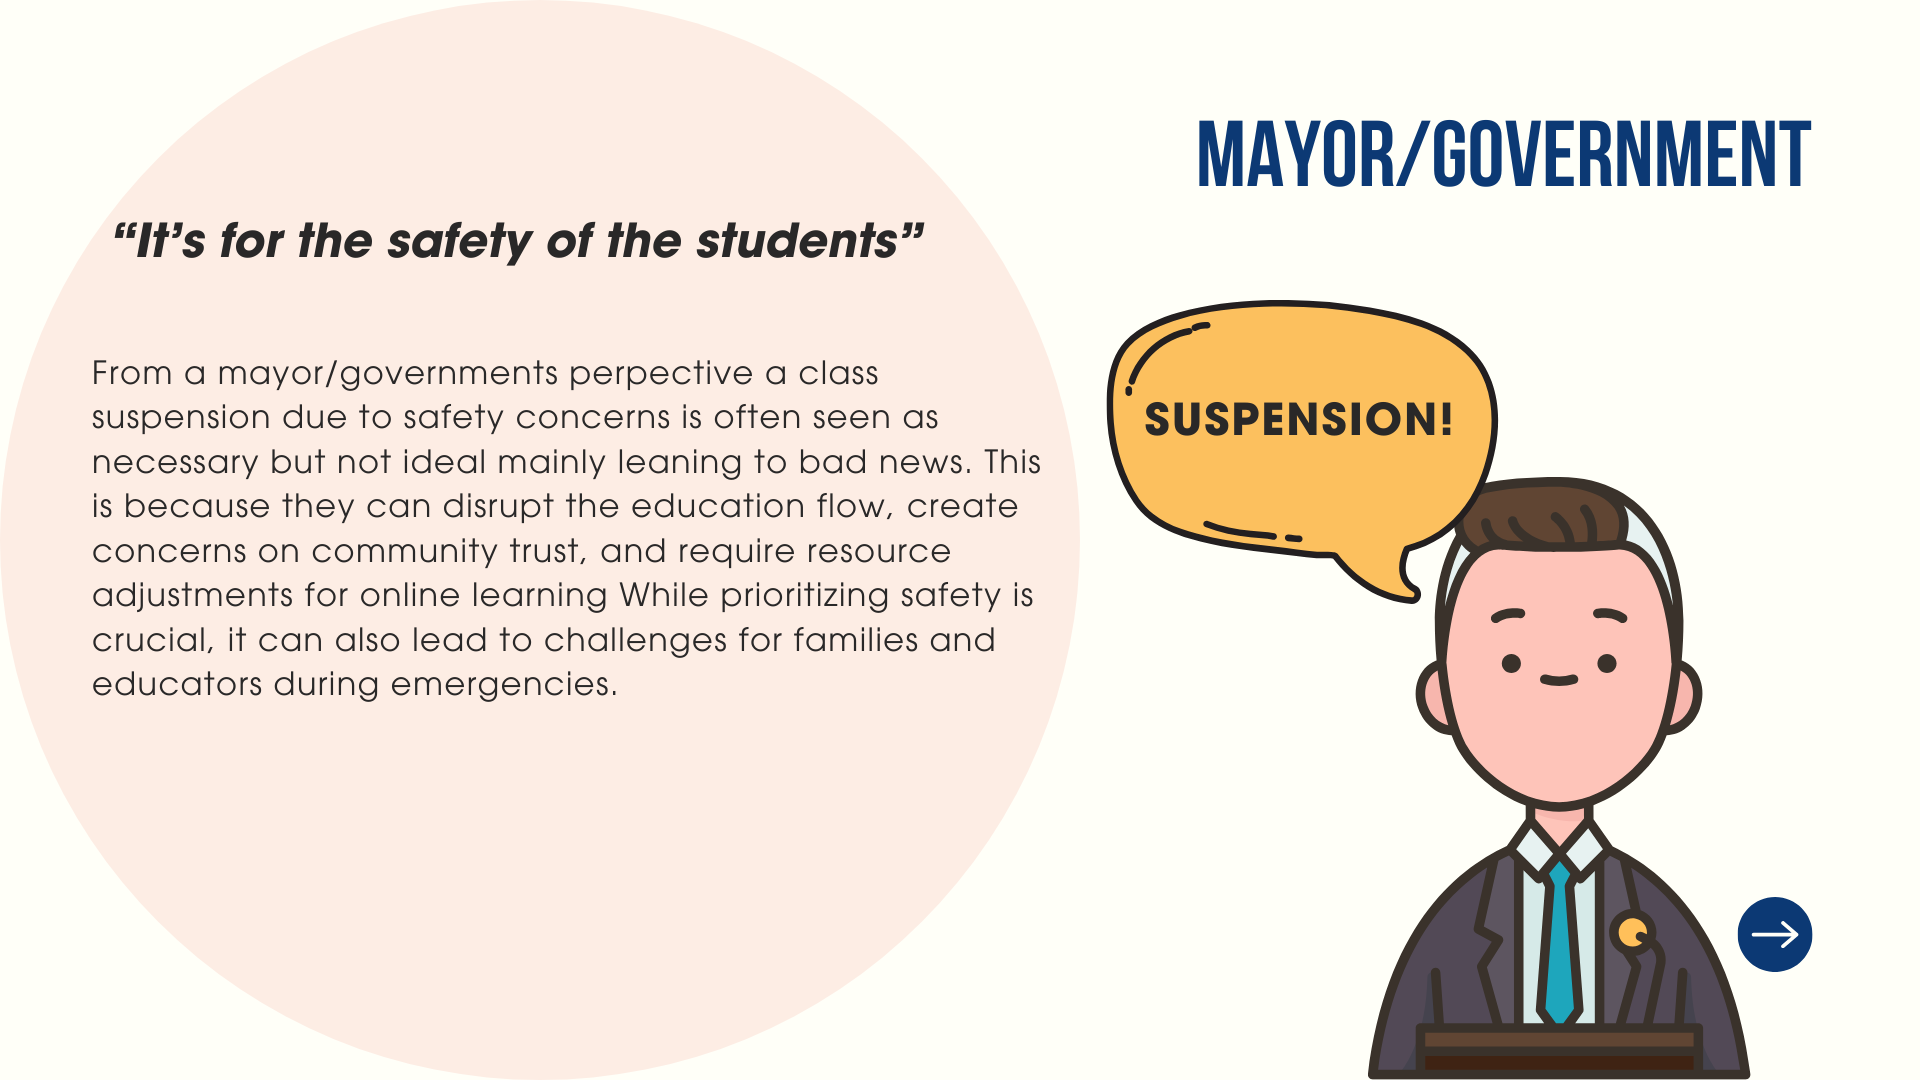 MAYOR/GOVERNMENT
“It’s for the safety of the students”
From a mayor/governments perpective a class
suspension due to safety concerns is often seen as
necessary but not ideal mainly leaning to bad news. This
is because they can disrupt the education flow, create
concerns on community trust, and require resource
adjustments for online learning While prioritizing safety is
crucial, it can also lead to challenges for families and
educators during emergencies.
SUSPENSION!